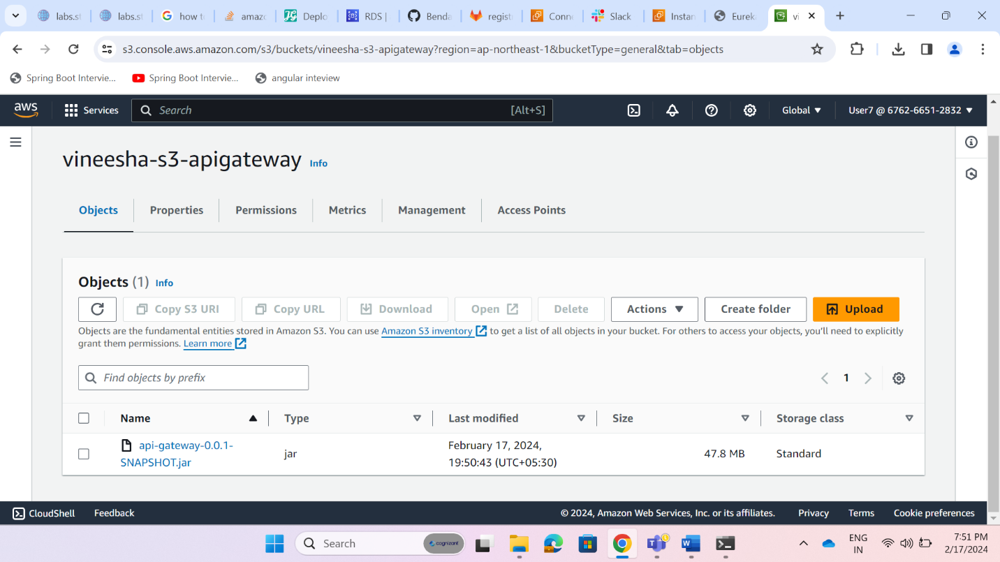 labs.st
labs.st
how t
amazo
Deplo
RDS |
Benda
registr
Conne
Slack
Instan
Eureka
vi
s3.console.aws.amazon.com/s3/buckets/vineesha-s3-apigateway?region=ap-northeast-1&bucketType=general&tab=objects
Spring Boot Intervie...
Spring Boot Intervie...
angular inteview
aws
Services
Search
[Alt+S]
Global
User7 @ 6762-6651-2832
vineesha-s3-apigateway Info
Objects
Properties
Permissions
Metrics
Management
Access Points
Objects (1) Info
Copy S3 URI
Copy URL
Download
Open
Delete
Actions
Create folder
Upload
Objects are the fundamental entities stored in Amazon S3. You can use Amazon S3 inventory to get a list of all objects in your bucket. For others to access your objects, you'll need to explicitly
grant them permissions. Learn more
Find objects by prefix
1
Name
Type
Last modified
Size
Storage class
api-gateway-0.0.1-
SNAPSHOT.jar
jar
February 17, 2024,
19:50:43 (UTC+05:30)
47.8 MB
Standard
CloudShell
Feedback
© 2024, Amazon Web Services, Inc. or its affiliates.
Privacy
Terms
Cookie preferences
Search
cognizant
ENG
IN
7:51 PM
2/17/2024